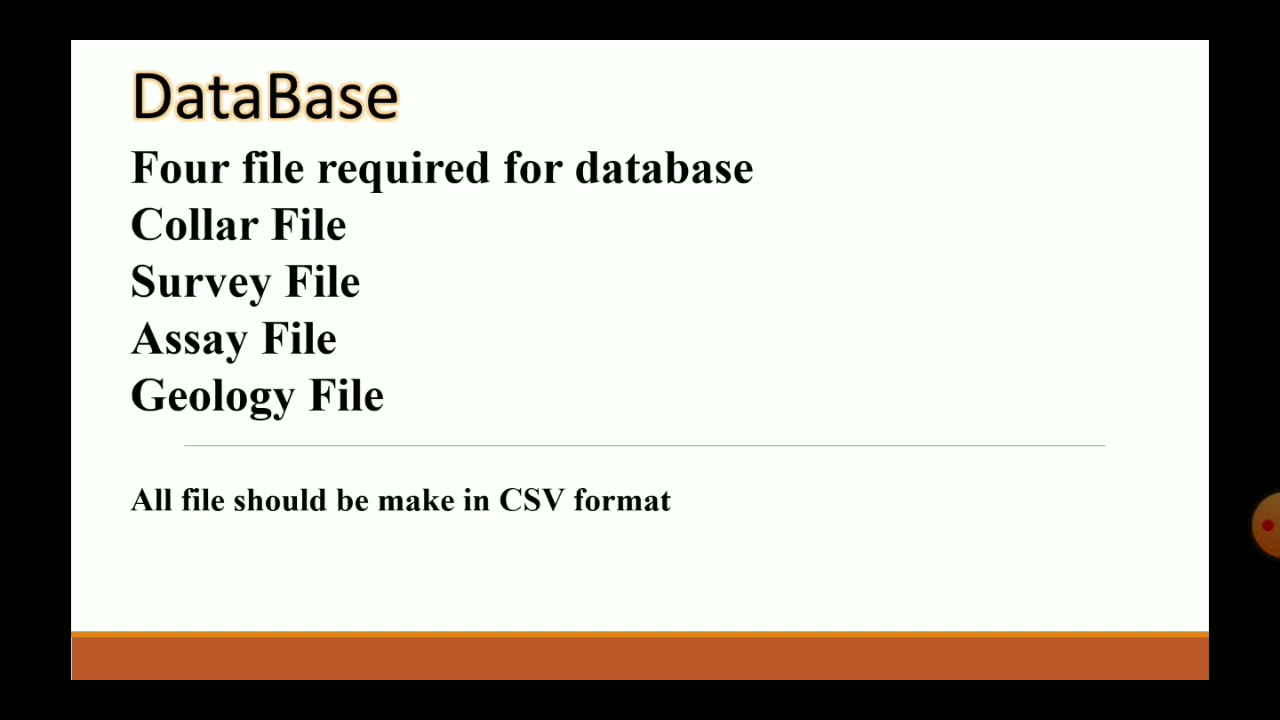 DataBase
Four file required for database
Collar File
Survey File
Assay File
Geology File
All file should be make in CSV format